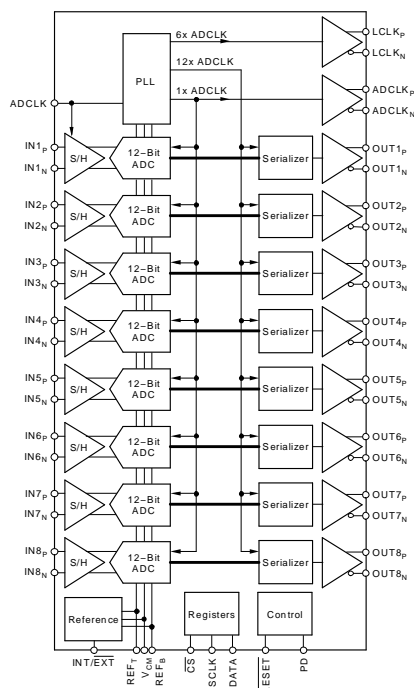 6x ADCLK
LCLKP
LCLKN
12x ADCLK
PLL
1x ADCLK
ADCLKP
ADCLKN
ADCLK
IN1P
IN1N
S/H
12-Bit
ADC
Serializer
OUT1P
OUT1N
IN2P
IN2N
S/H
12-Bit
ADC
Serializer
OUT2P
OUT2N
IN3P
IN3N
S/H
12-Bit
ADC
Serializer
OUT3P
OUT3N
IN4P
IN4N
S/H
12-Bit
ADC
Serializer
OUT4P
OUT4N
IN5P
IN5N
S/H
12-Bit
ADC
Serializer
OUT5P
OUT5N
IN6P
IN6N
S/H
12-Bit
ADC
Serializer
OUT6P
OUT6N
IN7P
IN7N
S/H
12-Bit
ADC
Serializer
OUT7P
OUT7N
IN8P
IN8N
S/H
12-Bit
ADC
Serializer
OUT8P
OUT8N
Reference
Registers
Control
INT/EXT
REFT
VCM
REFB
CS
SCLK
DATA
ESET
PD